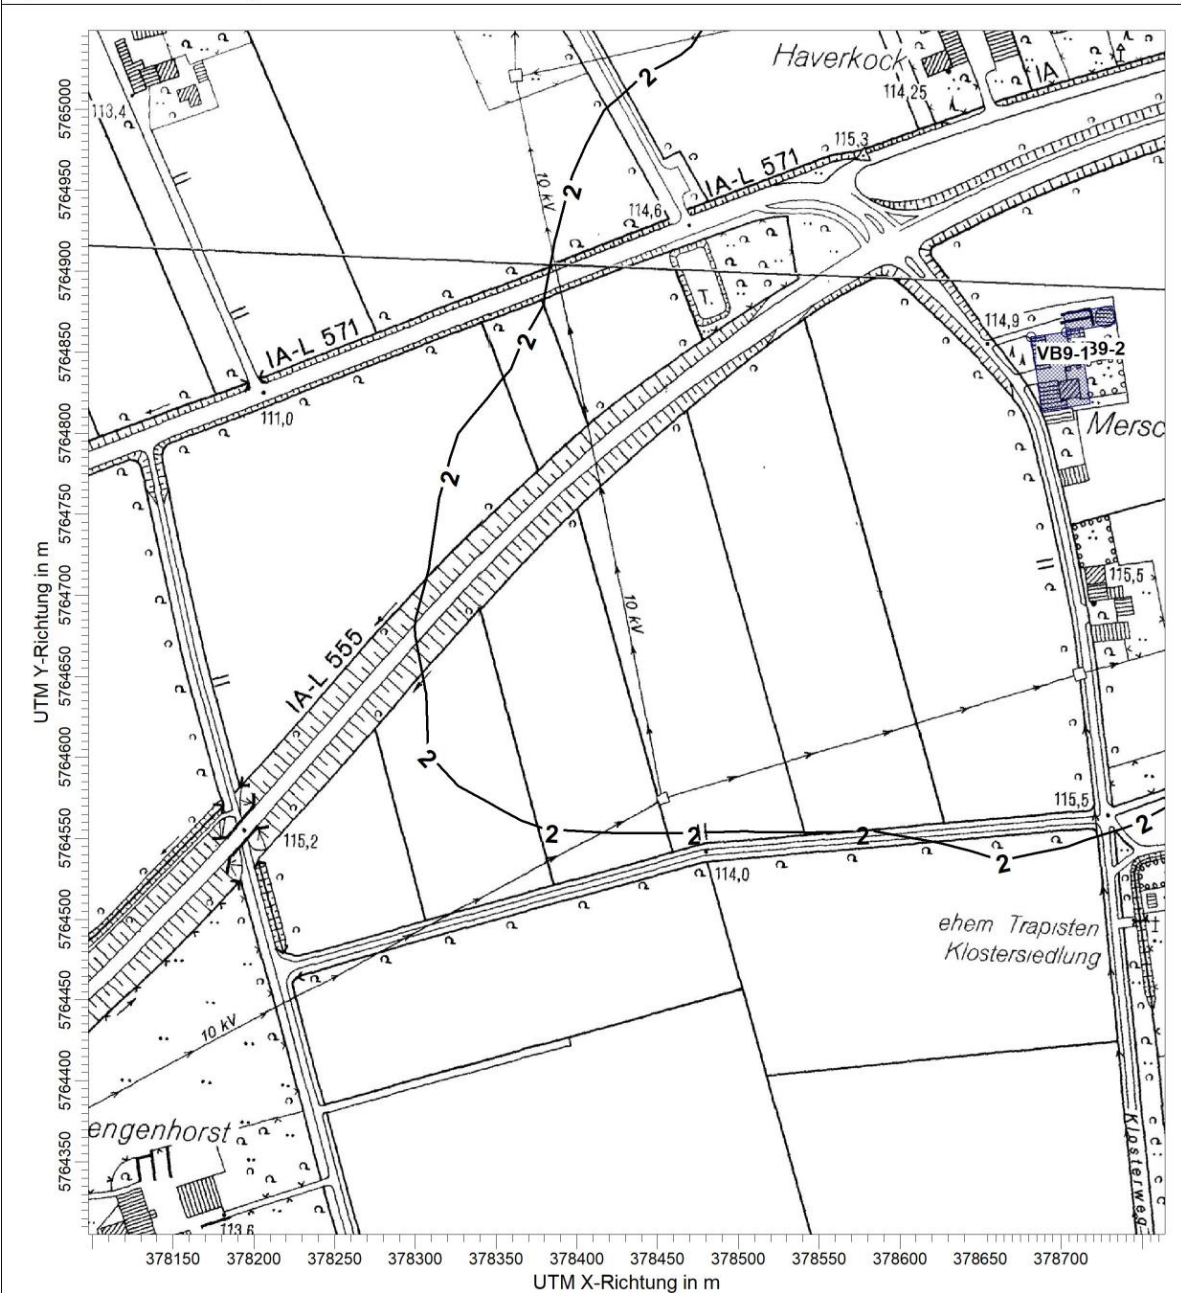 Haverkock
IA
114,25
113,4
115,3
IA-L 571
10 kV
114,6
2
2
114,9
IA-L 571
2
VB9-1 39-2
111,0
Mersc
2
115,5
10 kV
IA-L 555
2
115,5
2
2
2
2
2
115,2
114,0
ehem Trapisten
Klostersiedlung
10 kV
engenhorst
Klosterweg
113,6
5765000
5764950
5764900
5764850
5764800
5764750
5764700
5764650
5764600
5764550
5764500
5764450
5764400
5764350
UTM Y-Richtung in m
378150 378200 378250 378300 378350 378400 378450 378500 378550 378600 378650 378700
UTM X-Richtung in m